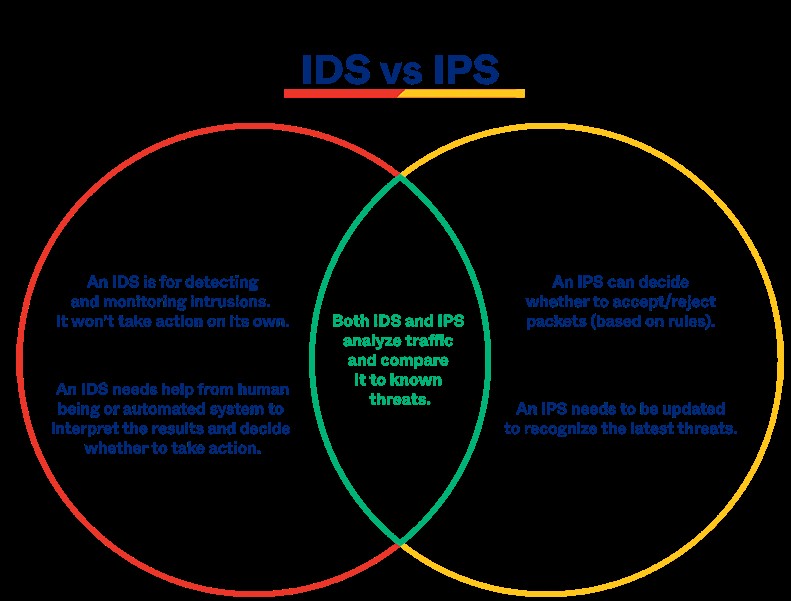 IDS vs IPS
An IDS is for detecting
and monitoring intrusions.
It won't take action on its own.
An IDS needs help from human
being or automated system to
interpret the results and decide
whether to take action.
Both IDS and IPS
analyze traffic
and compare
it to known
threats.
An IPS can decide
whether to accept/reject
packets (based on rules).
An IPS needs to be updated
to recognize the latest threats.